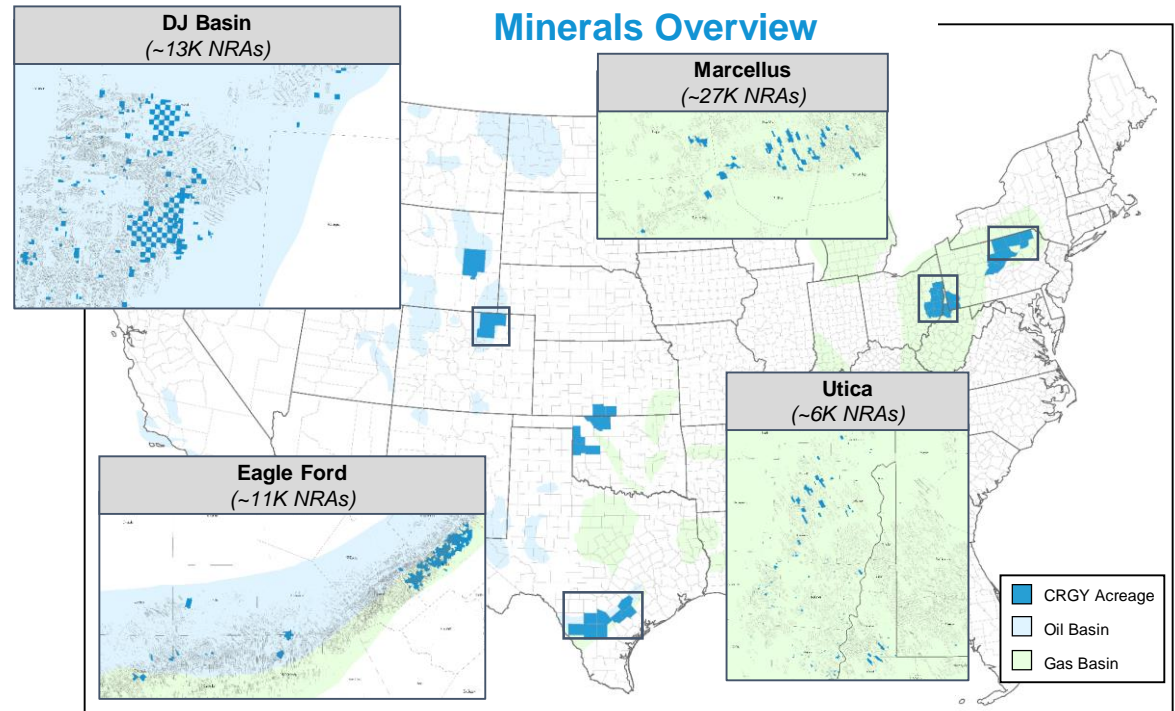 Minerals Overview
DJ Basin
(~13K NRAs)
Marcellus
(~27K NRAs)
Utica
(~6K NRAs)
Eagle Ford
(~11K NRAs)
CRGY Acreage
Oil Basin
Gas Basin